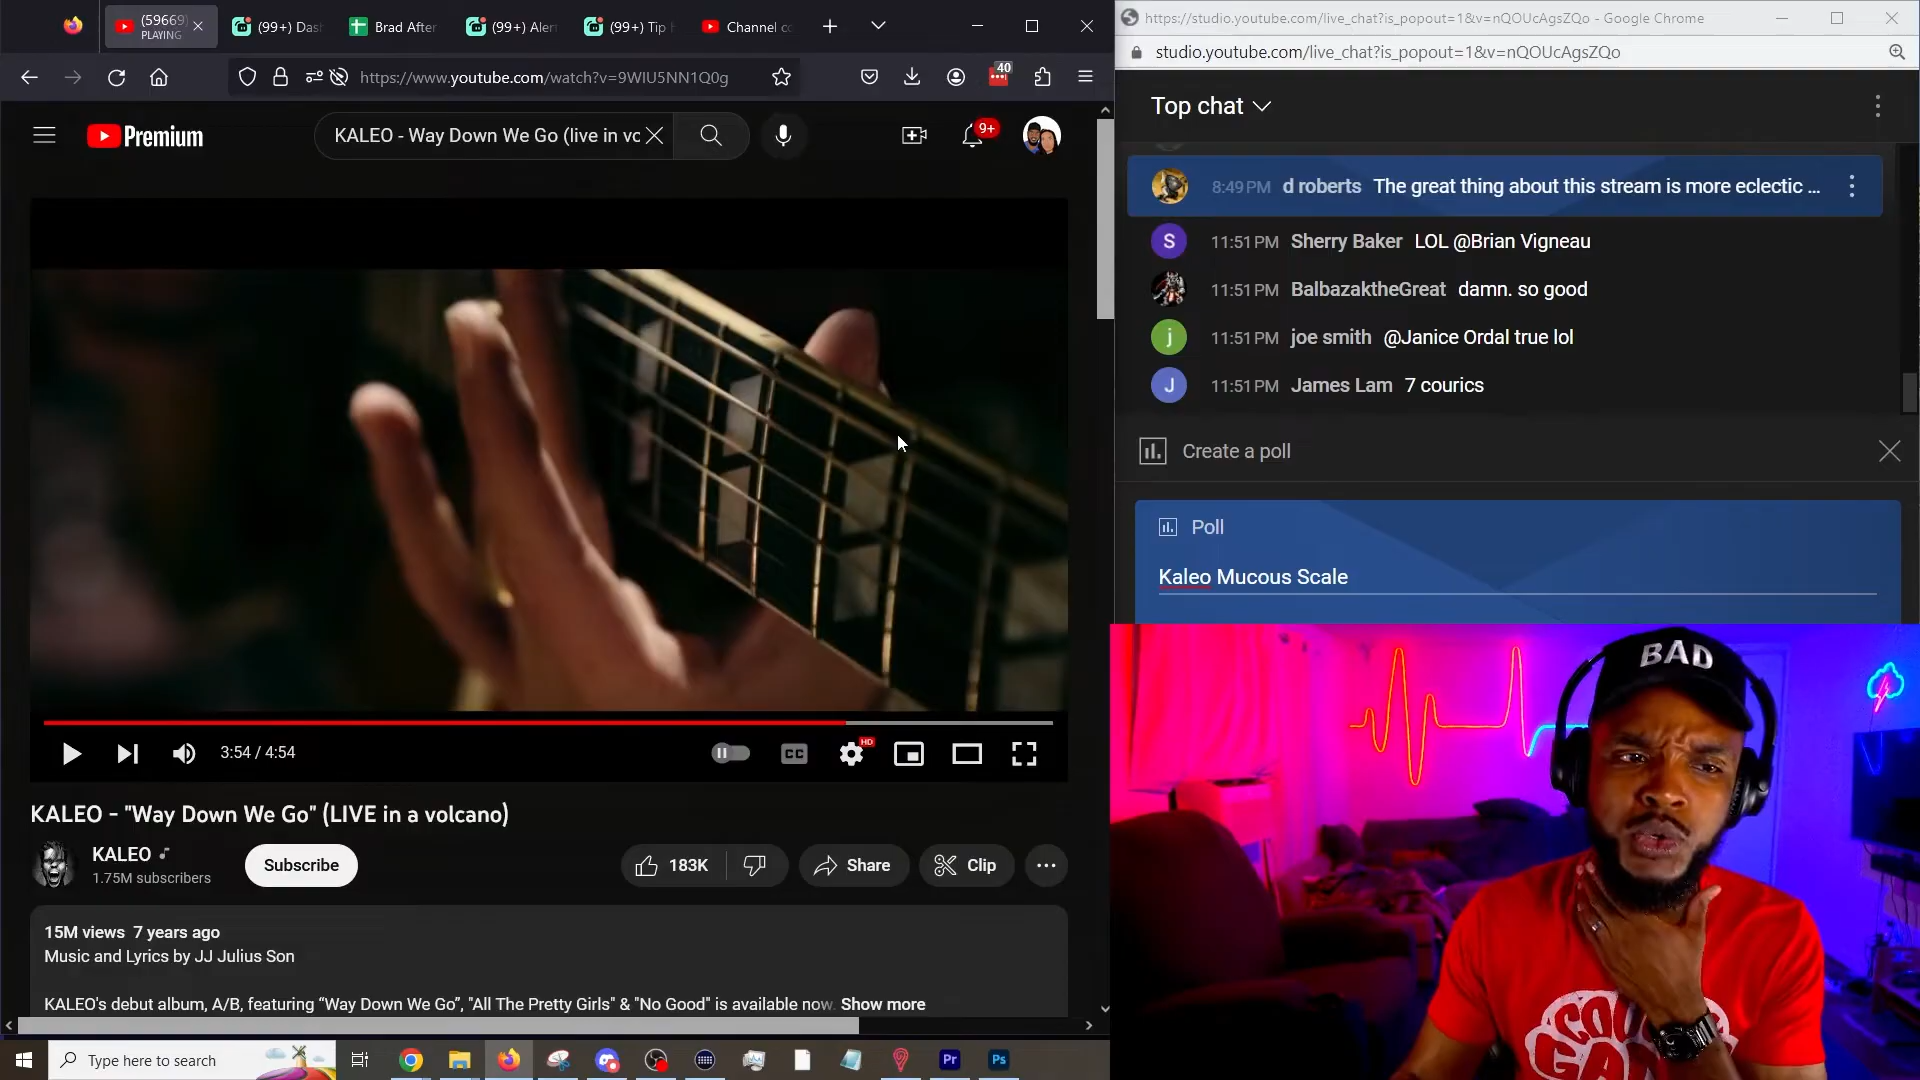 (59669)
PLAYING
(99+) Das
Brad After
(99+) Aler
(99+) Tip
Channel co
https://www.youtube.com/watch?v=9WlU5NN1Q0g
40
Premium
KALEO - Way Down We Go (live in vc
9+
3:54 / 4:54
CC
HD
KALEO - "Way Down We Go" (LIVE in a volcano)
KALEO
1.75M subscribers
Subscribe
183K
Share
Clip
15M views 7 years ago
Music and Lyrics by JJ Julius Son
KALEO's debut album, A/B, featuring “Way Down We Go”, "All The Pretty Girls" & "No Good" is available now. Show more
Type here to search
Pr
Ps
https://studio.youtube.com/live_chat?is_popout=1&v=nQOUcAgsZQo - Google Chrome
studio.youtube.com/live_chat?is_popout=1&v=nQOUcAgsZQo
Top chat
8:49 PM d roberts The great thing about this stream is more eclectic ...
S 11:51 PM Sherry Baker LOL @Brian Vigneau
11:51 PM BalbazaktheGreat damn. so good
j 11:51 PM joe smith @Janice Ordal true lol
J 11:51 PM James Lam 7 courics
Create a poll
Poll
Kaleo Mucous Scale
BAD